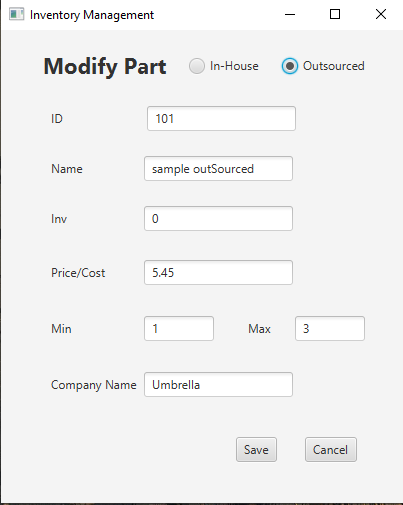 Inventory Management
Modify Part In-House Outsourced
ID 101
Name sample outSourced
Inv 0
Price/Cost 5.45
Min 1 Max 3
Company Name Umbrella
Save Cancel